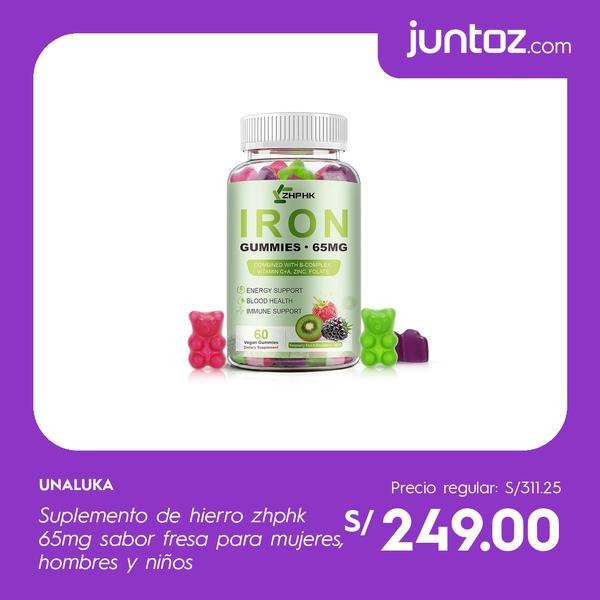 juntoz.com
ZHPHK
IRON
GUMMIES • 65MG
COMBINED WITH B-COMPLEX,
VITAMIN C+A, ZINC, FOLATE
ENERGY SUPPORT
BLOOD HEALTH
IMMUNE SUPPORT
60
Vegan Gummies
Dietary Supplement
UNALUKA
Suplemento de hierro zhphk
65mg sabor fresa para mujeres,
hombres y niños
Precio regular: S/311.25
S/ 249.00